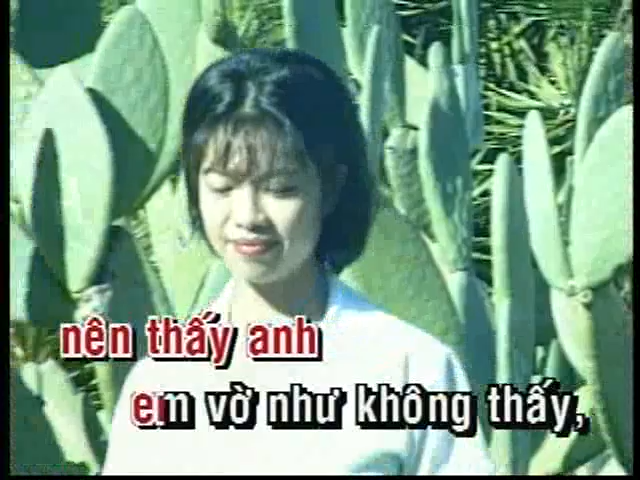 nên thấy anh
em vờ như không thấy,